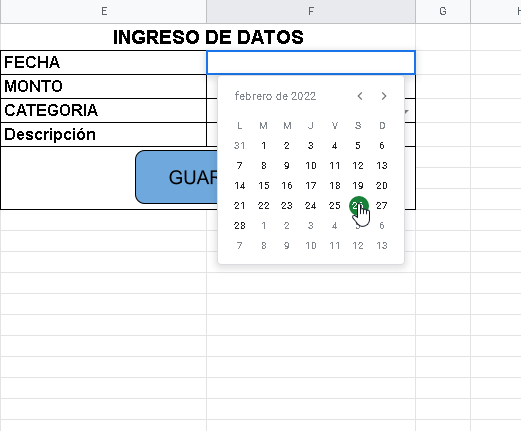 E F G
INGRESO DE DATOS
FECHA
MONTO
CATEGORIA
Descripción
febrero de 2022
L M M J V S D
31 1 2 3 4 5 6
7 8 9 10 11 12 13
14 15 16 17 18 19 20
21 22 23 24 25 26 27
28 1 2 3 4 5 6
7 8 9 10 11 12 13
GUAR